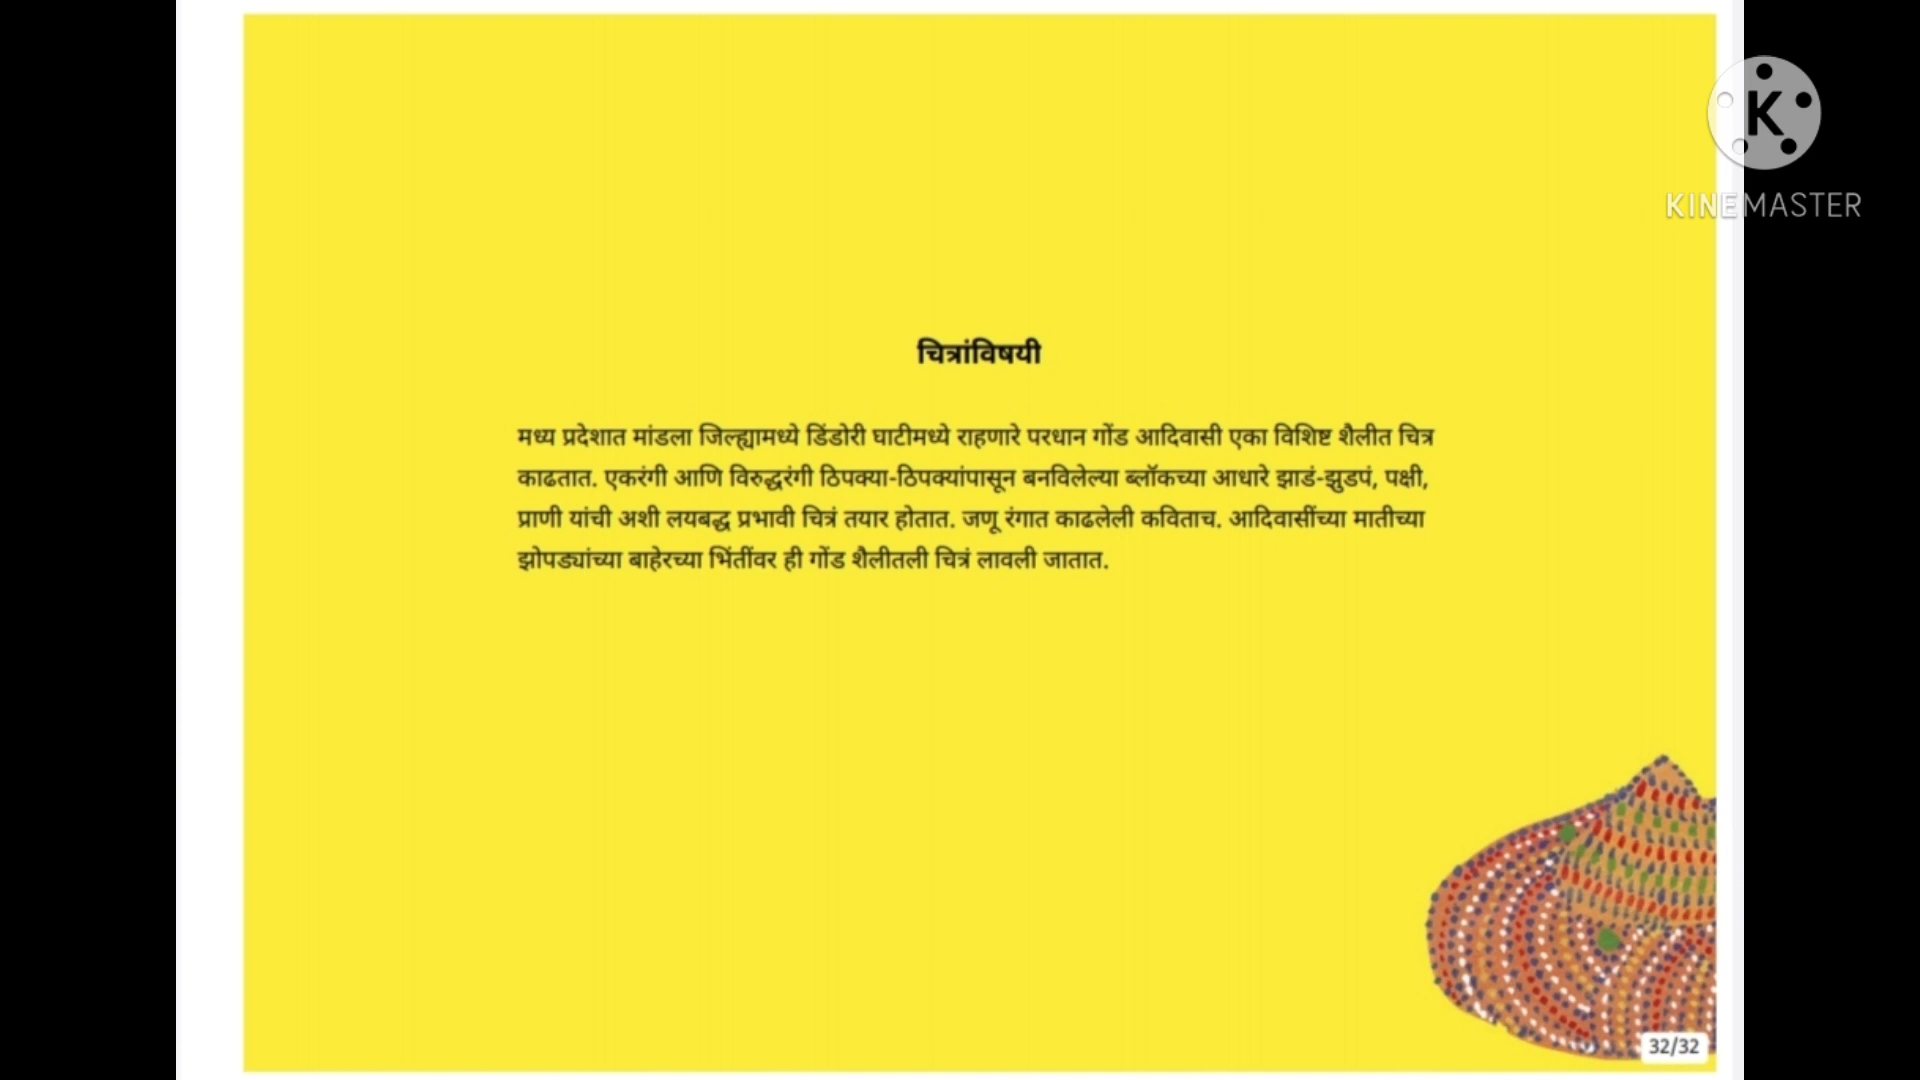 K
KINEMASTER
चित्रांविषयी
मध्य प्रदेशात मांडला जिल्ह्यामध्ये डिंडोरी घाटीमध्ये राहणारे परधान गोंड आदिवासी एका विशिष्ट शैलीत चित्र
काढतात. एकरंगी आणि विरुद्धरंगी ठिपक्या-ठिपक्यांपासून बनविलेल्या ब्लॉकच्या आधारे झाडं-झुडपं, पक्षी,
प्राणी यांची अशी लयबद्ध प्रभावी चित्रं तयार होतात. जणू रंगात काढलेली कविताच. आदिवासींच्या मातीच्या
झोपड्यांच्या बाहेरच्या भिंतींवर ही गोंड शैलीतली चित्रं लावली जातात.
32/32